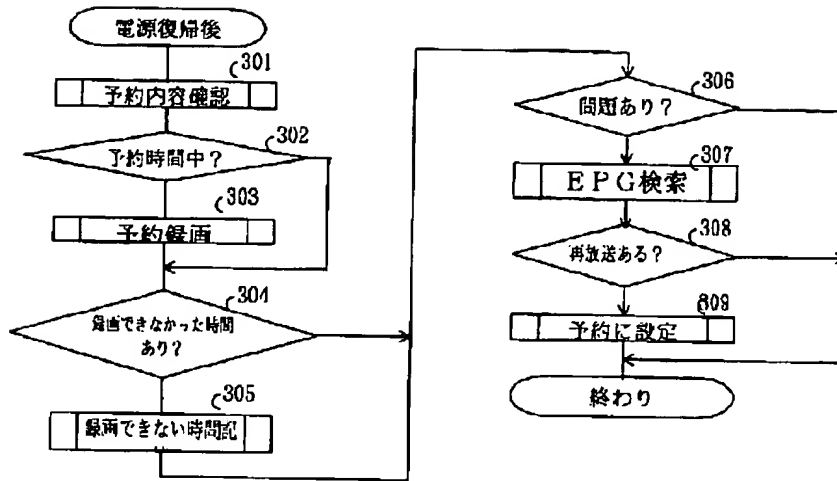 電源復帰後
301
予約内容確認
302
予約時間中？
303
予約録画
304
録画できなかった時間
あり？
305
録画できない時間記
306
問題あり？
307
ＥＰＧ検索
308
再放送ある？
309
予約に設定
終わり